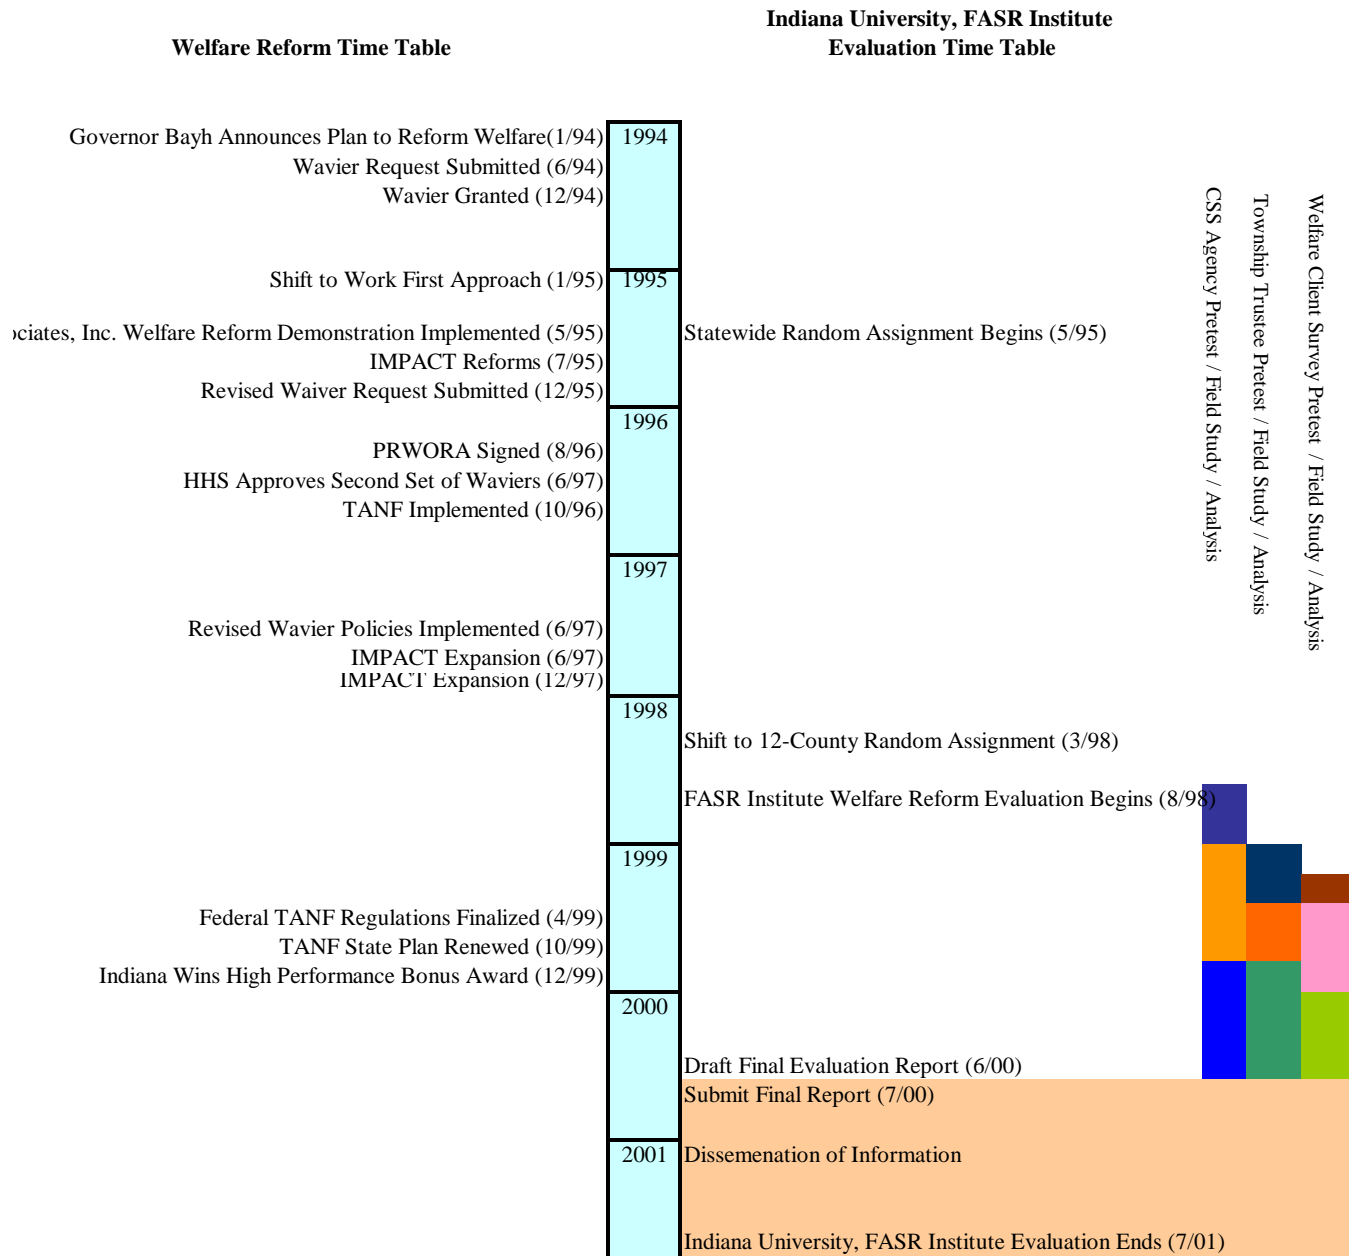 Welfare Reform Time Table
Indiana University, FASR Institute
Evaluation Time Table
Governor Bayh Announces Plan to Reform Welfare(1/94)
1994
Wavier Request Submitted (6/94)
Wavier Granted (12/94)
Shift to Work First Approach (1/95)
1995
Inc. Welfare Reform Demonstration Implemented (5/95)
Statewide Random Assignment Begins (5/95)
IMPACT Reforms (7/95)
Revised Waiver Request Submitted (12/95)
1996
PRWORA Signed (8/96)
HHS Approves Second Set of Waviers (6/97)
TANF Implemented (10/96)
1997
Revised Wavier Policies Implemented (6/97)
IMPACT Expansion (6/97)
IMPACT Expansion (12/97)
1998
Shift to 12-County Random Assignment (3/98)
FASR Institute Welfare Reform Evaluation Begins (8/98)
1999
Federal TANF Regulations Finalized (4/99)
TANF State Plan Renewed (10/99)
Indiana Wins High Performance Bonus Award (12/99)
2000
Draft Final Evaluation Report (6/00)
Submit Final Report (7/00)
2001
Dissemenation of Information
Indiana University, FASR Institute Evaluation Ends (7/01)
CSS Agency Pretest / Field Study / Analysis
Township Trustee Pretest / Field Study / Analysis
Welfare Client Survey Pretest / Field Study / Analysis